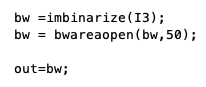 bw =imbinarize(I3);
bw = bwareaopen(bw,50);
out=bw;